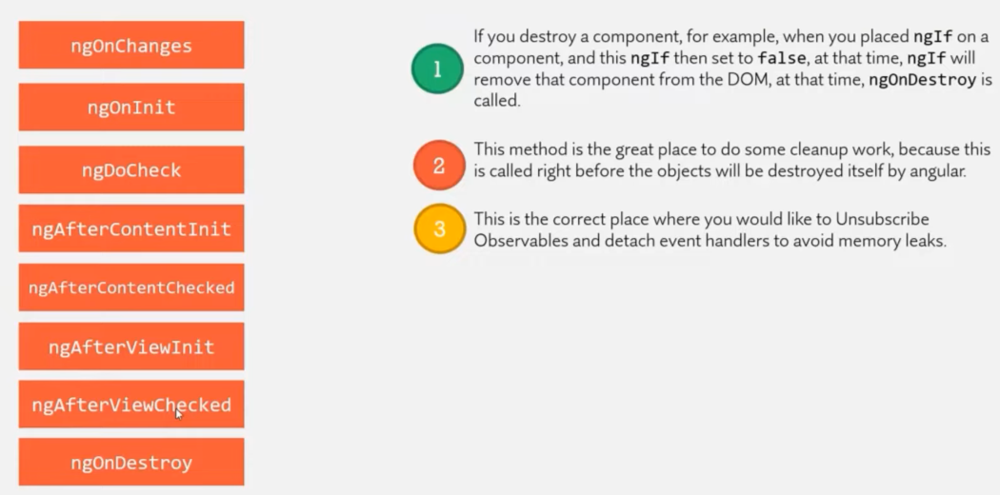 ngOnChanges
ngOnInit
ngDoCheck
ngAfterContentInit
ngAfterContentChecked
ngAfterViewInit
ngAfterViewChecked
ngOnDestroy
1
If you destroy a component, for example, when you placed ngIf on a
component, and this ngIf then set to false, at that time, ngIf will
remove that component from the DOM, at that time, ngOnDestroy is
called.
2
This method is the great place to do some cleanup work, because this
is called right before the objects will be destroyed itself by angular.
3
This is the correct place where you would like to Unsubscribe
Observables and detach event handlers to avoid memory leaks.